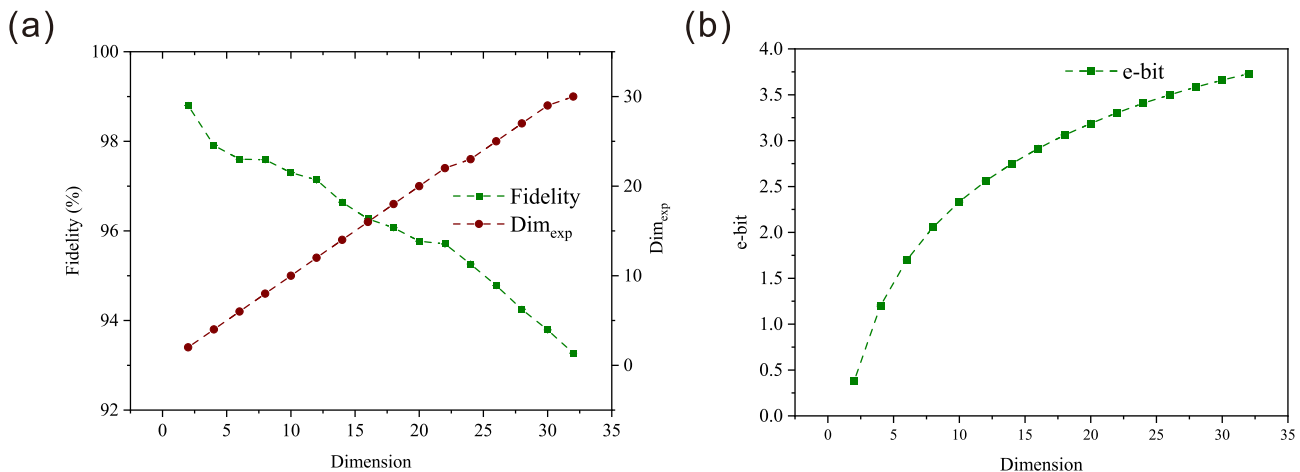 (a)
100
98
96
94
92
Fidelity (%)
30
20
10
0
Dim_exp
Fidelity
Dim_exp
0 5 10 15 20 25 30 35
Dimension
(b)
4.0
3.5
3.0
2.5
2.0
1.5
1.0
0.5
0.0
e-bit
e-bit
0 5 10 15 20 25 30 35
Dimension